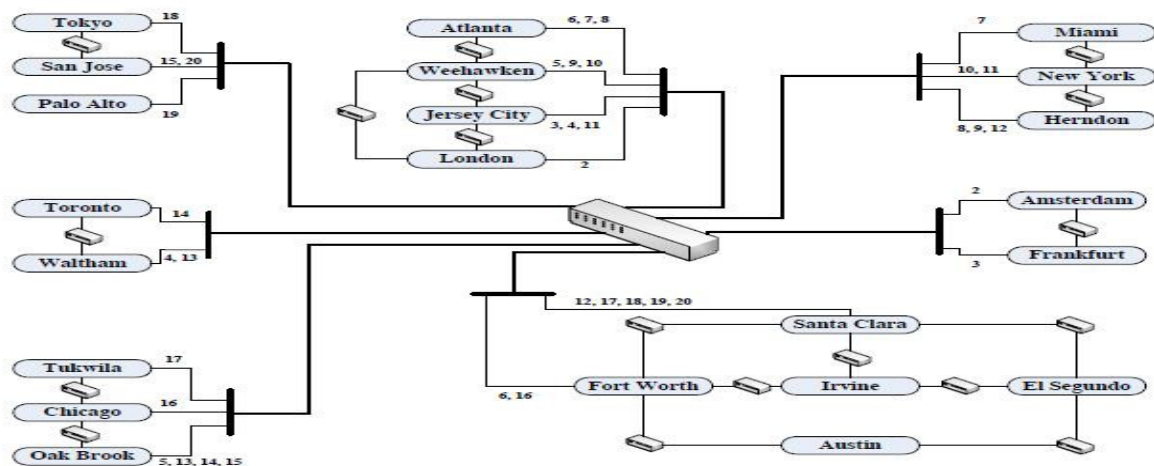 Tokyo
18
San Jose
15, 20
Palo Alto
19
Atlanta
6, 7, 8
Weehawken
5, 9, 10
Jersey City
3, 4, 11
London
2
7
Miami
10, 11
New York
8, 9, 12
Herndon
Toronto
14
Waltham
4, 13
2
Amsterdam
3
Frankfurt
12, 17, 18, 19, 20
Santa Clara
6, 16
Fort Worth
Irvine
El Segundo
Austin
Tukwila
17
Chicago
16
Oak Brook
5, 13, 14, 15